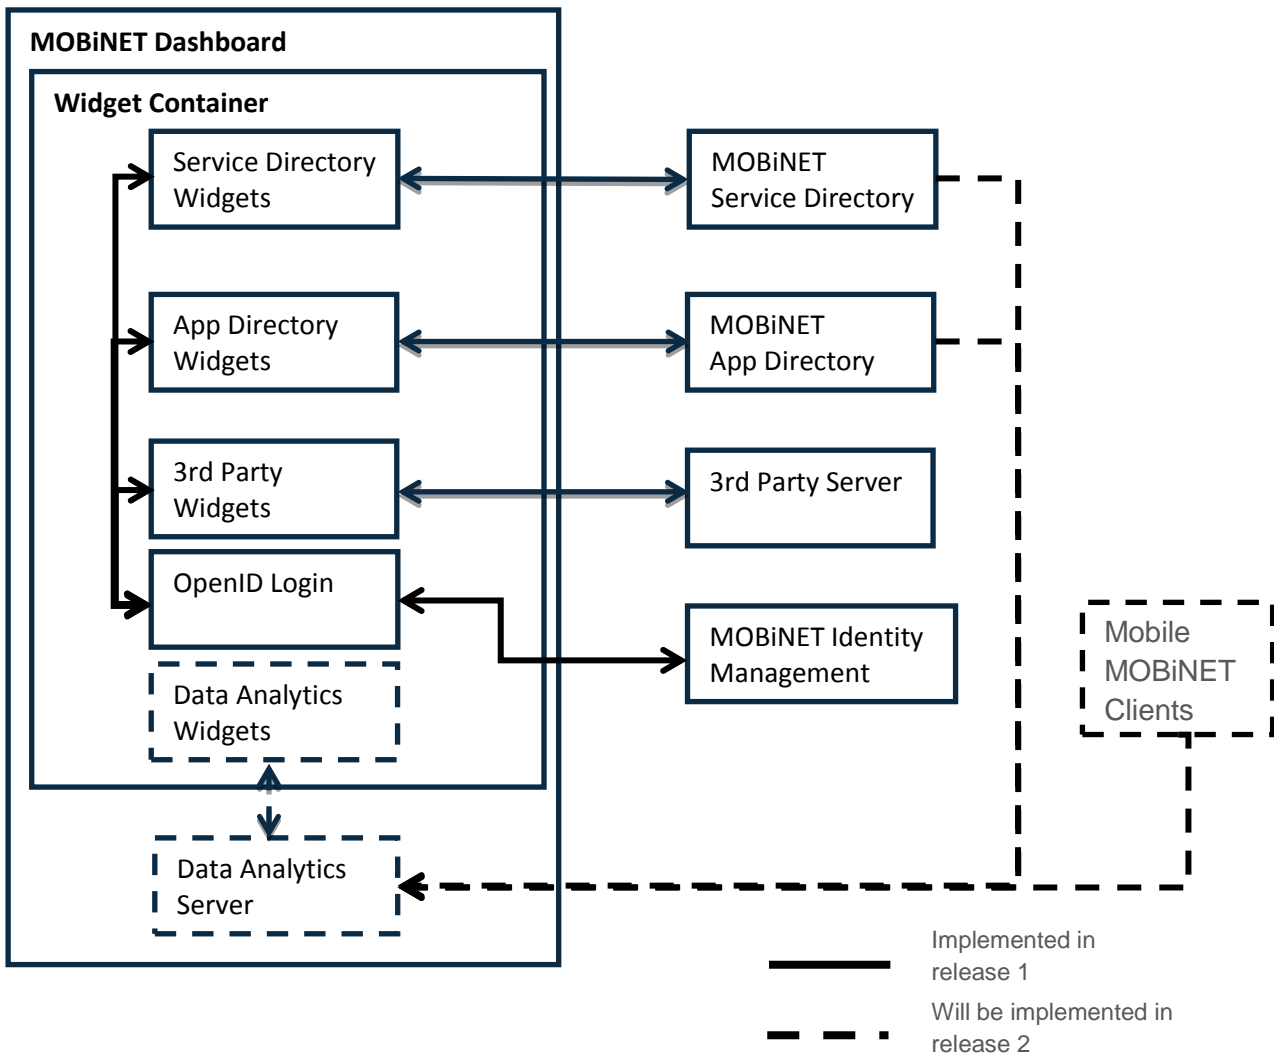 MOBiNET Dashboard
Widget Container
Service Directory
Widgets
MOBiNET
Service Directory
App Directory
Widgets
MOBiNET
App Directory
3rd Party
Widgets
3rd Party Server
OpenID Login
MOBiNET Identity
Management
Mobile
MOBiNET
Clients
Data Analytics
Widgets
Data Analytics
Server
Implemented in
release 1
Will be implemented in
release 2